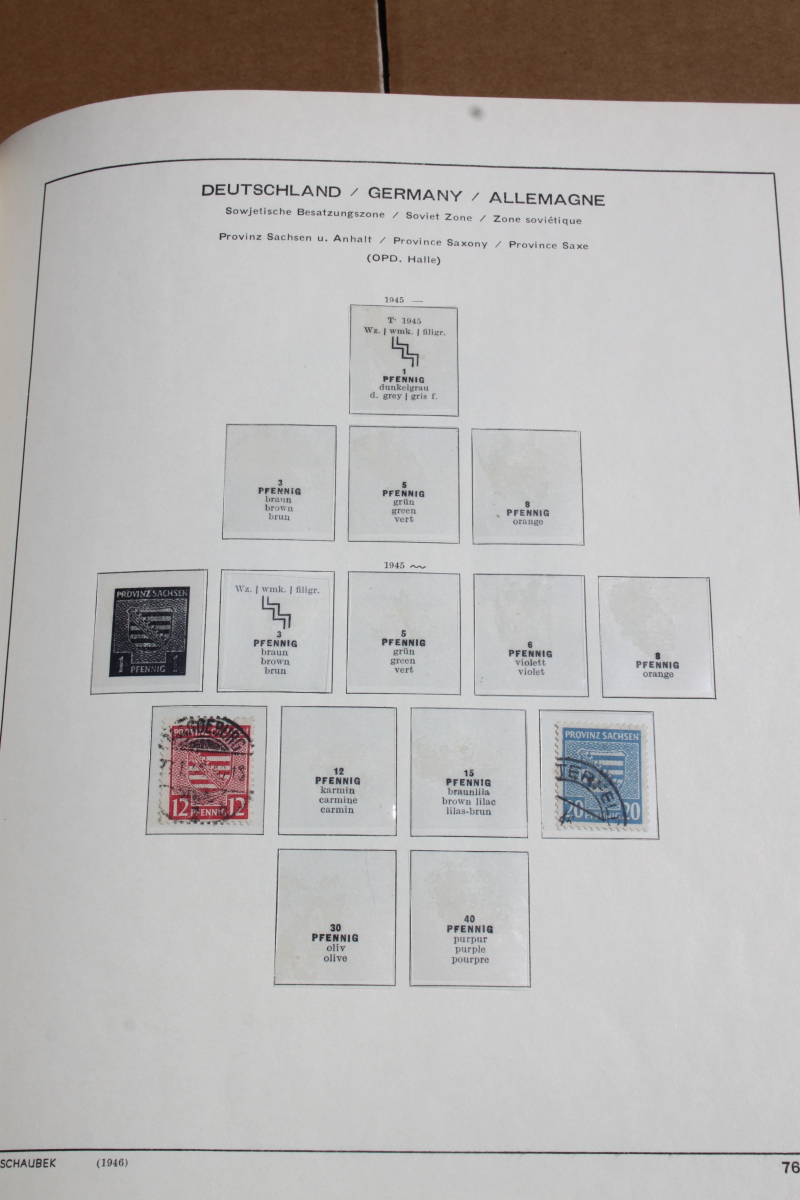 DEUTSCHLAND / GERMANY / ALLEMAGNE
Sowjetische Besatzungszone / Soviet Zone / Zone soviétique
Provinz Sachsen u. Anhalt / Province Saxony / Province Saxe
(OPD. Halle)
1945 —
T· 1945
Wz. | wmk. | filigr.
1
PFENNIG
dunkelgrau
d. grey | gris f.
3
PFENNIG
braun
brown
brun
5
PFENNIG
grün
green
vert
8
PFENNIG
orange
1945 ~
PROVINZ SACHSEN
1 1
PFENNIG
Wz. | wmk. | filigr.
3
PFENNIG
braun
brown
brun
5
PFENNIG
grün
green
vert
6
PFENNIG
violett
violet
8
PFENNIG
orange
12 PFENNIG 12
12
PFENNIG
karmin
carmine
carmin
15
PFENNIG
braunlila
brown lilac
lilas-brun
PROVINZ SACHSEN
20 20
30
PFENNIG
oliv
olive
40
PFENNIG
purpur
purple
pourpre
SCHAUBEK (1946) 76